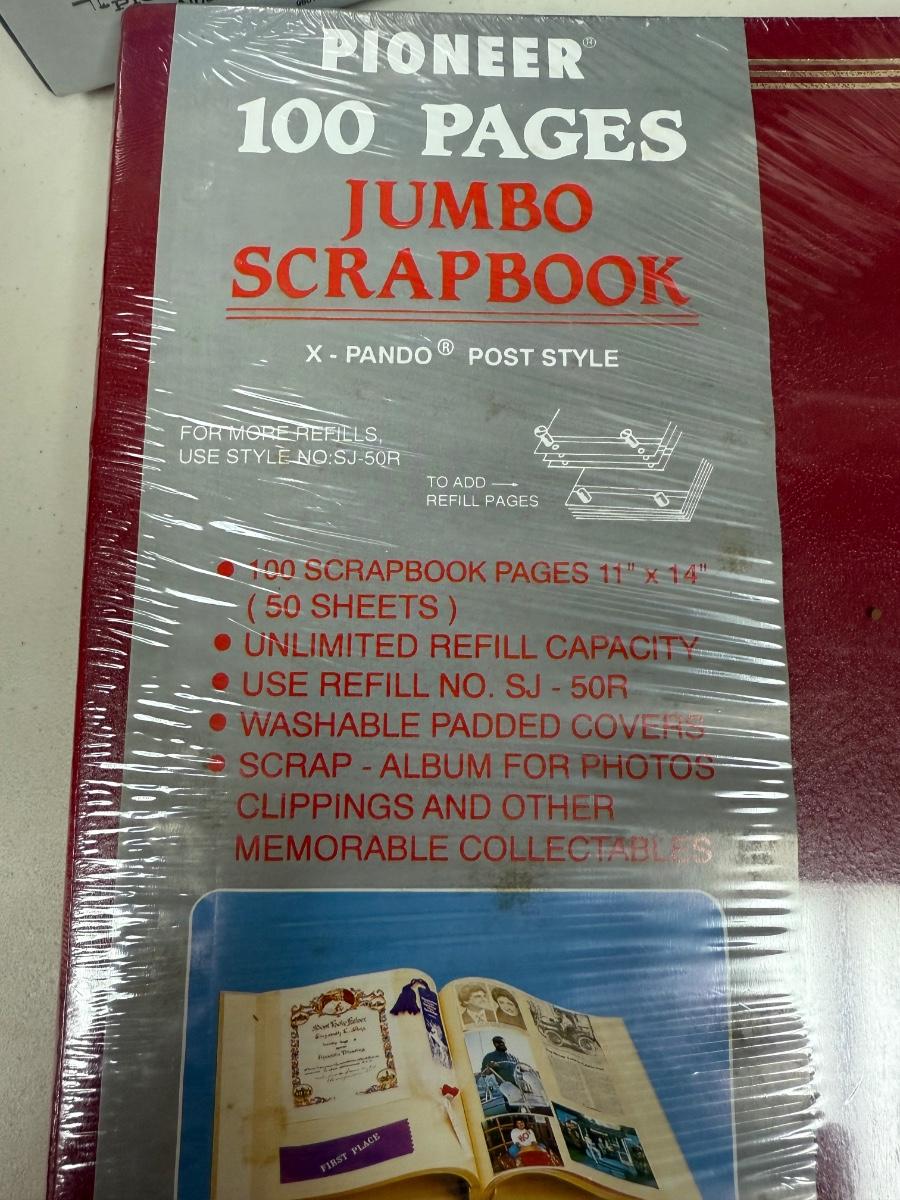 PIONEER®
100 PAGES
JUMBO
SCRAPBOOK
X - PANDO® POST STYLE
FOR MORE REFILLS,
USE STYLE NO:SJ-50R
TO ADD →
REFILL PAGES
• 100 SCRAPBOOK PAGES 11" x 14"
( 50 SHEETS )
• UNLIMITED REFILL CAPACITY
• USE REFILL NO. SJ - 50R
• WASHABLE PADDED COVERS
• SCRAP - ALBUM FOR PHOTOS
CLIPPINGS AND OTHER
MEMORABLE COLLECTABLES
FIRST PLACE